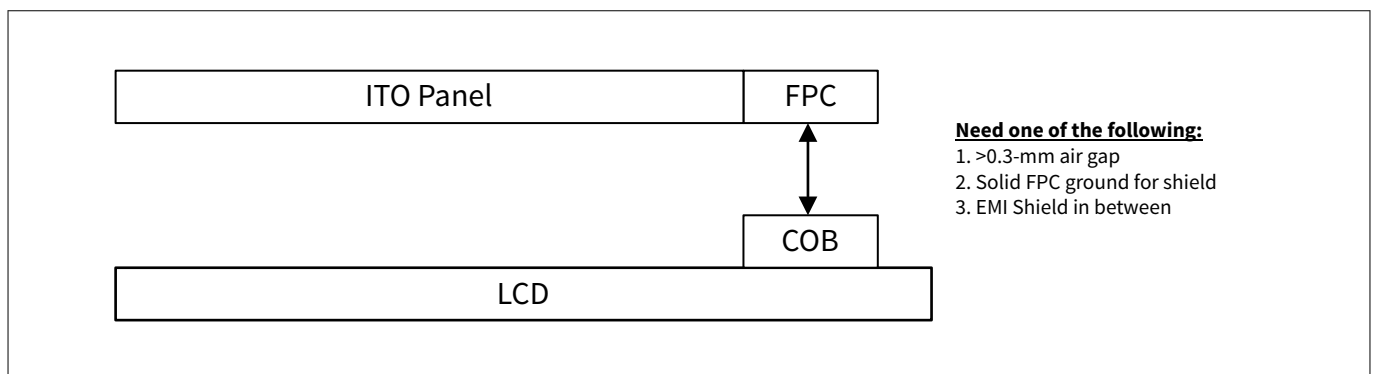 ITO Panel
FPC
Need one of the following:
1. >0.3-mm air gap
2. Solid FPC ground for shield
3. EMI Shield in between
COB
LCD